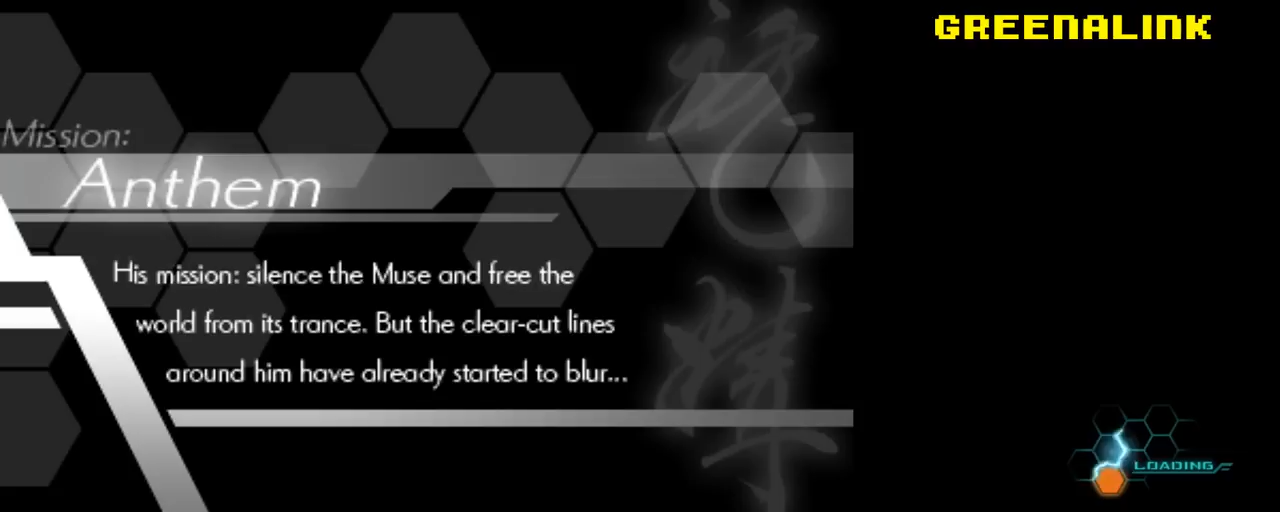 GREENALINK
Mission:
Anthem
His mission: silence the Muse and free the
world from its trance. But the clear-cut lines
around him have already started to blur...
LOADING